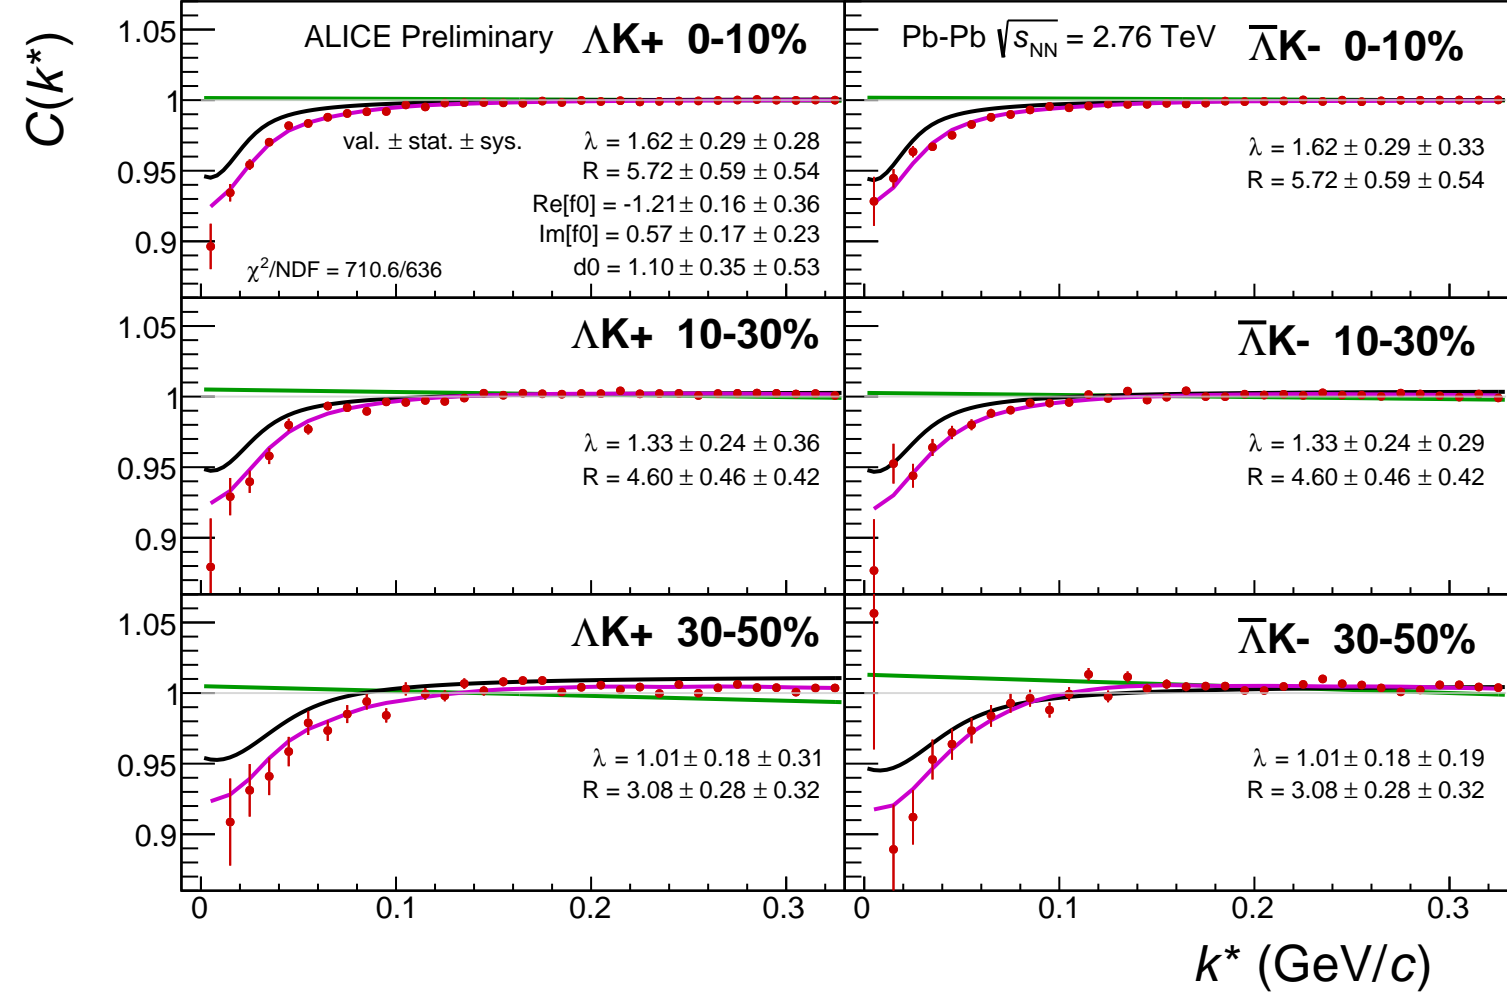 C(k*)
ALICE Preliminary ΛK+ 0-10%
val. ± stat. ± sys.
λ = 1.62 ± 0.29 ± 0.28
R = 5.72 ± 0.59 ± 0.54
Re[f0] = -1.21± 0.16 ± 0.36
Im[f0] = 0.57 ± 0.17 ± 0.23
d0 = 1.10 ± 0.35 ± 0.53
χ²/NDF = 710.6/636
1.05
1
0.95
0.9
Pb-Pb √sNN = 2.76 TeV Λ̅K- 0-10%
λ = 1.62 ± 0.29 ± 0.33
R = 5.72 ± 0.59 ± 0.54
ΛK+ 10-30%
λ = 1.33 ± 0.24 ± 0.36
R = 4.60 ± 0.46 ± 0.42
1.05
1
0.95
0.9
Λ̅K- 10-30%
λ = 1.33 ± 0.24 ± 0.29
R = 4.60 ± 0.46 ± 0.42
ΛK+ 30-50%
λ = 1.01± 0.18 ± 0.31
R = 3.08 ± 0.28 ± 0.32
1.05
1
0.95
0.9
Λ̅K- 30-50%
λ = 1.01± 0.18 ± 0.19
R = 3.08 ± 0.28 ± 0.32
0 0.1 0.2 0.3
0 0.1 0.2 0.3
k* (GeV/c)